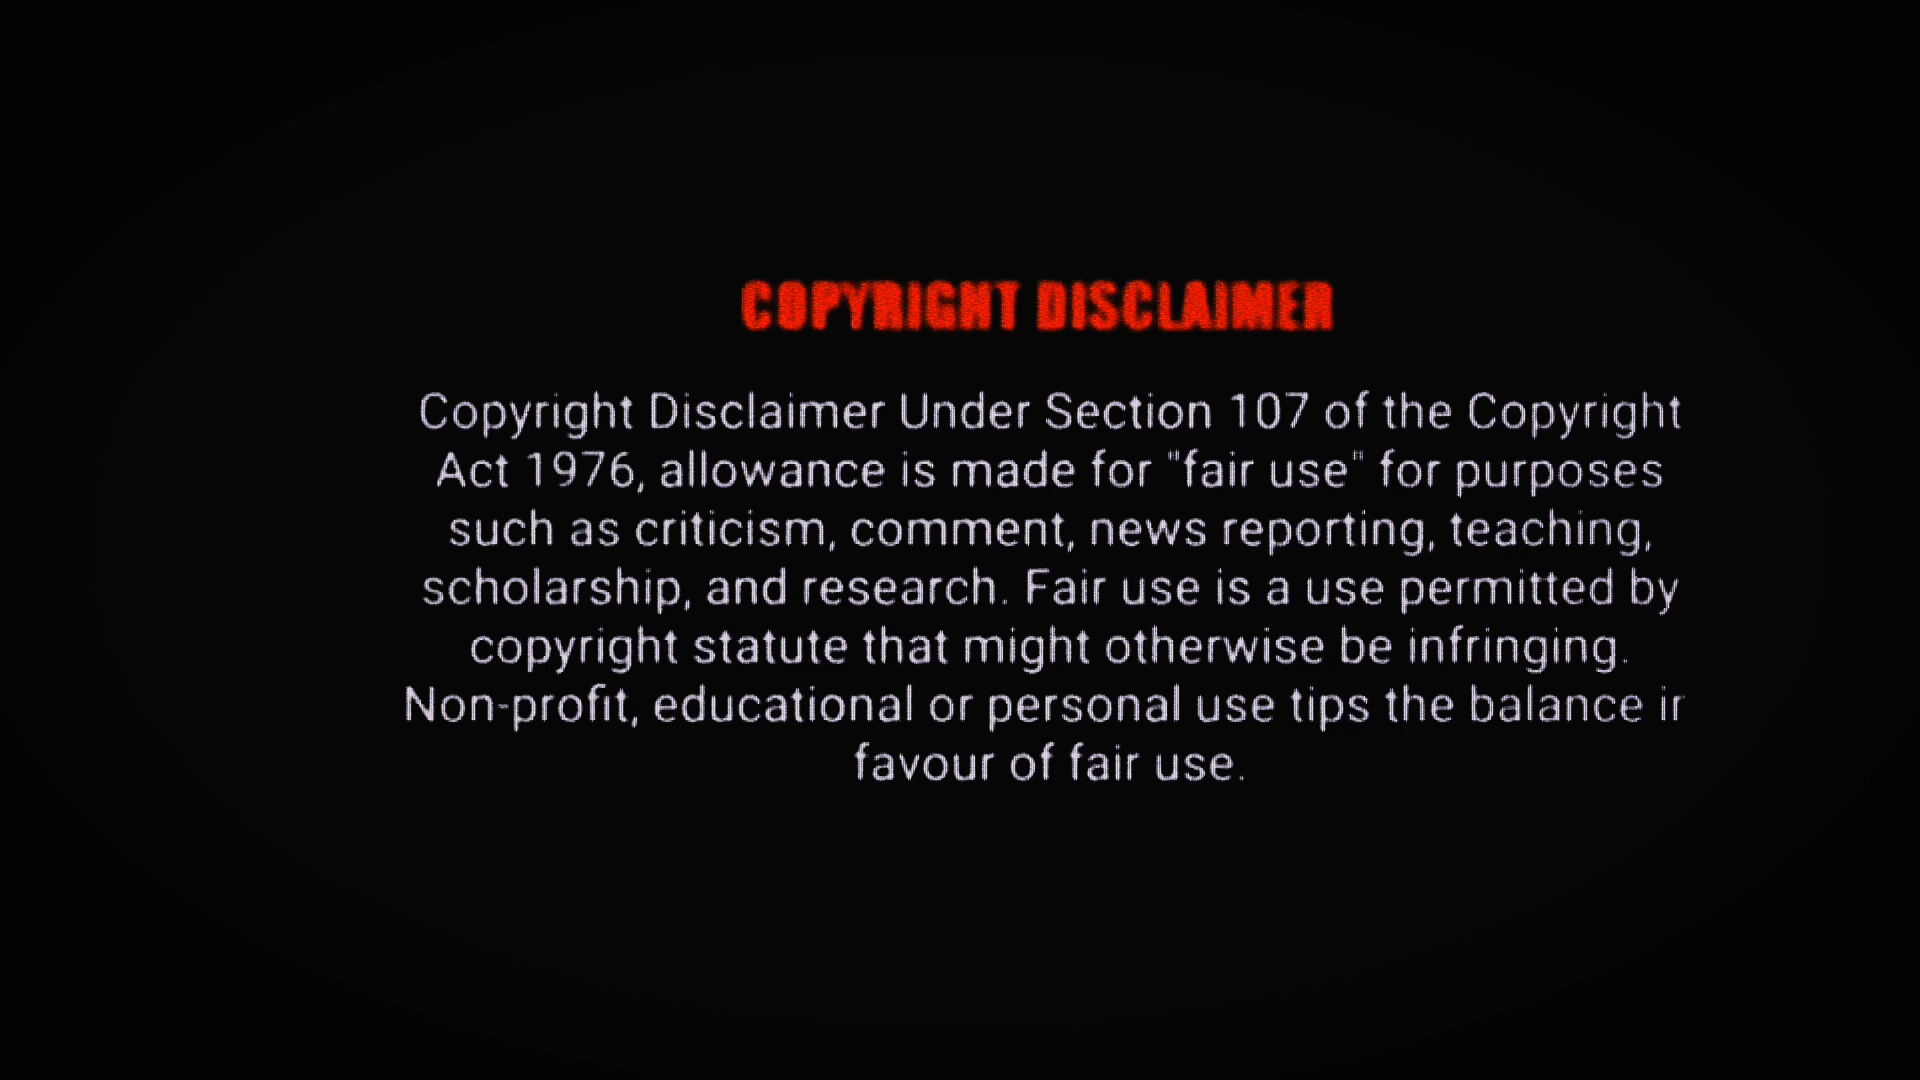 COPYRIGHT DISCLAIMER
Copyright Disclaimer Under Section 107 of the Copyright
Act 1976, allowance is made for "fair use" for purposes
such as criticism, comment, news reporting, teaching,
scholarship, and research. Fair use is a use permitted by
copyright statute that might otherwise be infringing.
Non-profit, educational or personal use tips the balance
favour of fair use.